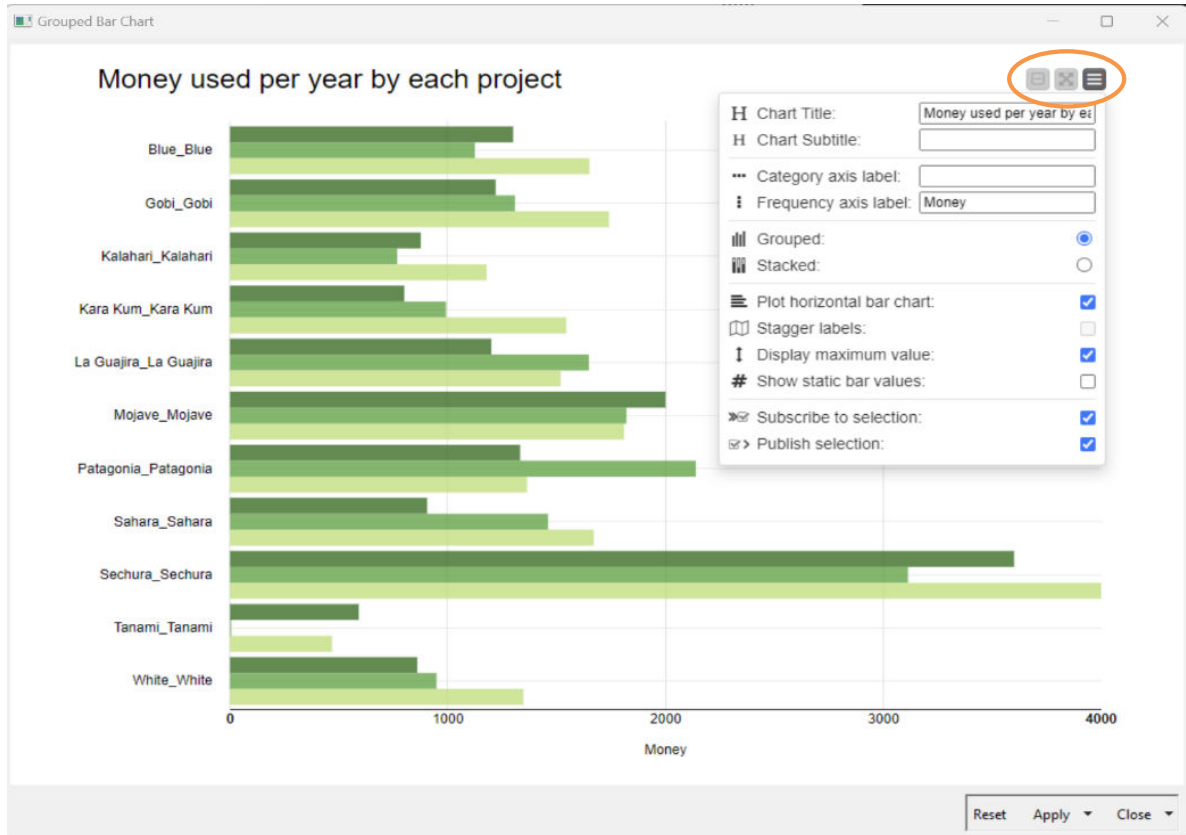 Grouped Bar Chart
Money used per year by each project
H Chart Title: Money used per year by ea
H Chart Subtitle:
Category axis label:
Frequency axis label: Money
Grouped:
Stacked:
Plot horizontal bar chart:
Stagger labels:
Display maximum value:
# Show static bar values:
Subscribe to selection:
Publish selection:
Blue_Blue
Gobi_Gobi
Kalahari_Kalahari
Kara Kum_Kara Kum
La Guajira_La Guajira
Mojave_Mojave
Patagonia_Patagonia
Sahara_Sahara
Sechura_Sechura
Tanami_Tanami
White_White
0 1000 2000 3000 4000
Money
Reset Apply Close